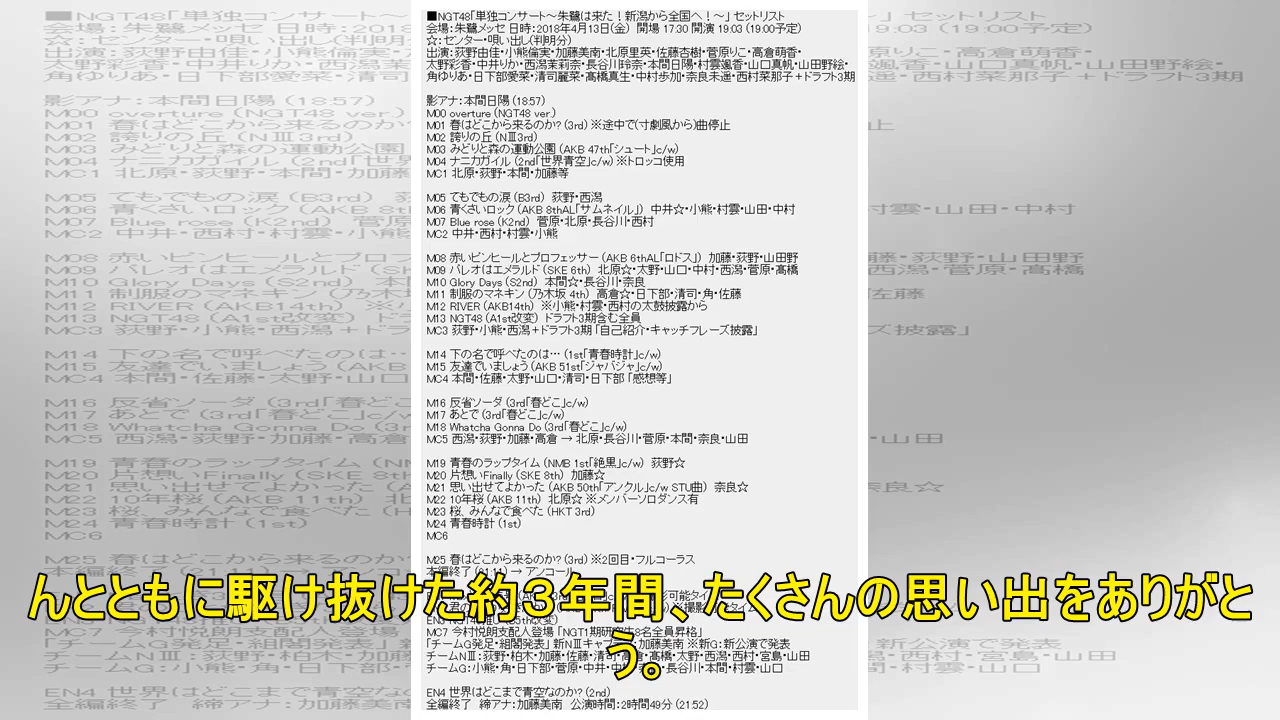 ■NGT48「単独コンサート～朱鷺は来た！新潟から全国へ！～」 セットリスト
会場：朱鷺メッセ 日時：2018年4月13日(金) 開場 17:30 開演 19:03 (19:00予定)
☆：センター・唄い出し(判明分)
出演：荻野由佳・小熊倫実・加藤美南・北原里英・佐藤杏樹・菅原りこ・高倉萌香・
太野彩香・中井りか・西潟茉莉奈・長谷川玲奈・本間日陽・村雲颯香・山口真帆・山田野絵・
角ゆりあ・日下部愛菜・清司麗菜・高橋真生・中村歩加・奈良未遥・西村菜那子＋ドラフト3期
影アナ：本間日陽 (18:57)
M00 overture (NGT48 ver.)
M01 春はどこから来るのか? (3rd) ※途中で(寸劇風から)曲停止
M02 誇りの丘 (NⅢ3rd)
M03 みどりと森の運動公園 (AKB 47th「シュート」c/w)
M04 ナニカガイル (2nd「世界青空」c/w) ※トロッコ使用
MC1 北原・荻野・本間・加藤等
M05 てもでもの涙 (B3rd) 荻野・西潟
M06 青くさいロック (AKB 8thAL「サムネイル」) 中井☆・小熊・村雲・山田・中村
M07 Blue rose (K2nd) 菅原・北原・長谷川・西村
MC2 中井・西村・村雲・小熊
M08 赤いピンヒールとプロフェッサー (AKB 6thAL「ロドス」) 加藤・荻野・山田野
M09 パレオはエメラルド (SKE 6th) 北原☆・太野・山口・中村・西潟・菅原・高橋
M10 Glory Days (S2nd) 本間☆・長谷川・奈良
M11 制服のマネキン (乃木坂 4th) 高倉☆・日下部・清司・角・佐藤
M12 RIVER (AKB14th) ※小熊・村雲・西村の太鼓披露から
M13 NGT48 (A1st改変) ドラフト3期含む全員
MC3 荻野・小熊・西潟＋ドラフト3期 「自己紹介・キャッチフレーズ披露」
M14 下の名で呼べたのは… (1st「青春時計」c/w)
M15 友達でいましょう (AKB 51st「ジャバジャ」c/w)
MC4 本間・佐藤・太野・山口・清司・日下部 「感想等」
M16 反省ソーダ (3rd「春どこ」c/w)
M17 あとで (3rd「春どこ」c/w)
M18 Whatcha Gonna Do (3rd「春どこ」c/w)
MC5 西潟・荻野・加藤・高倉 → 北原・長谷川・菅原・本間・奈良・山田
M19 青春のラップタイム (NMB 1st「絶黒」c/w) 荻野☆
M20 片想いFinally (SKE 8th) 加藤☆
M21 思い出せてよかった (AKB 50th「アンクル」c/w STU曲) 奈良☆
M22 10年桜 (AKB 11th) 北原☆ ※メンバーソロダンス有
M23 桜、みんなで食べた (HKT 3rd)
M24 青春時計 (1st)
MC6
M25 春はどこから来るのか? (3rd) ※2回目・フルコーラス
んとともに駆け抜けた約３年間、たくさんの思い出をありがと
う。
MC7 今村悦朗支配人登場 「NGT1期研究生8名全員昇格」
EN4 世界はどこまで青空なのか? (2nd)
全編終了 締アナ：加藤美南 公演時間：2時間49分 (21:52)